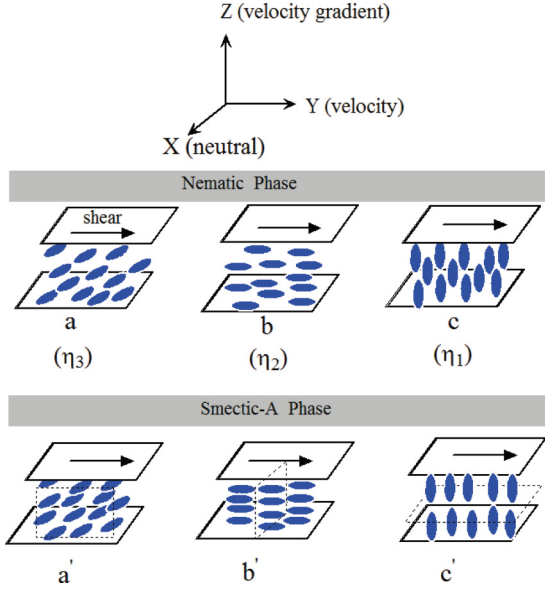 Z (velocity gradient)
Y (velocity)
X (neutral)
Nematic Phase
shear
a b c
(η3) (η2) (η1)
Smectic-A Phase
a' b' c'